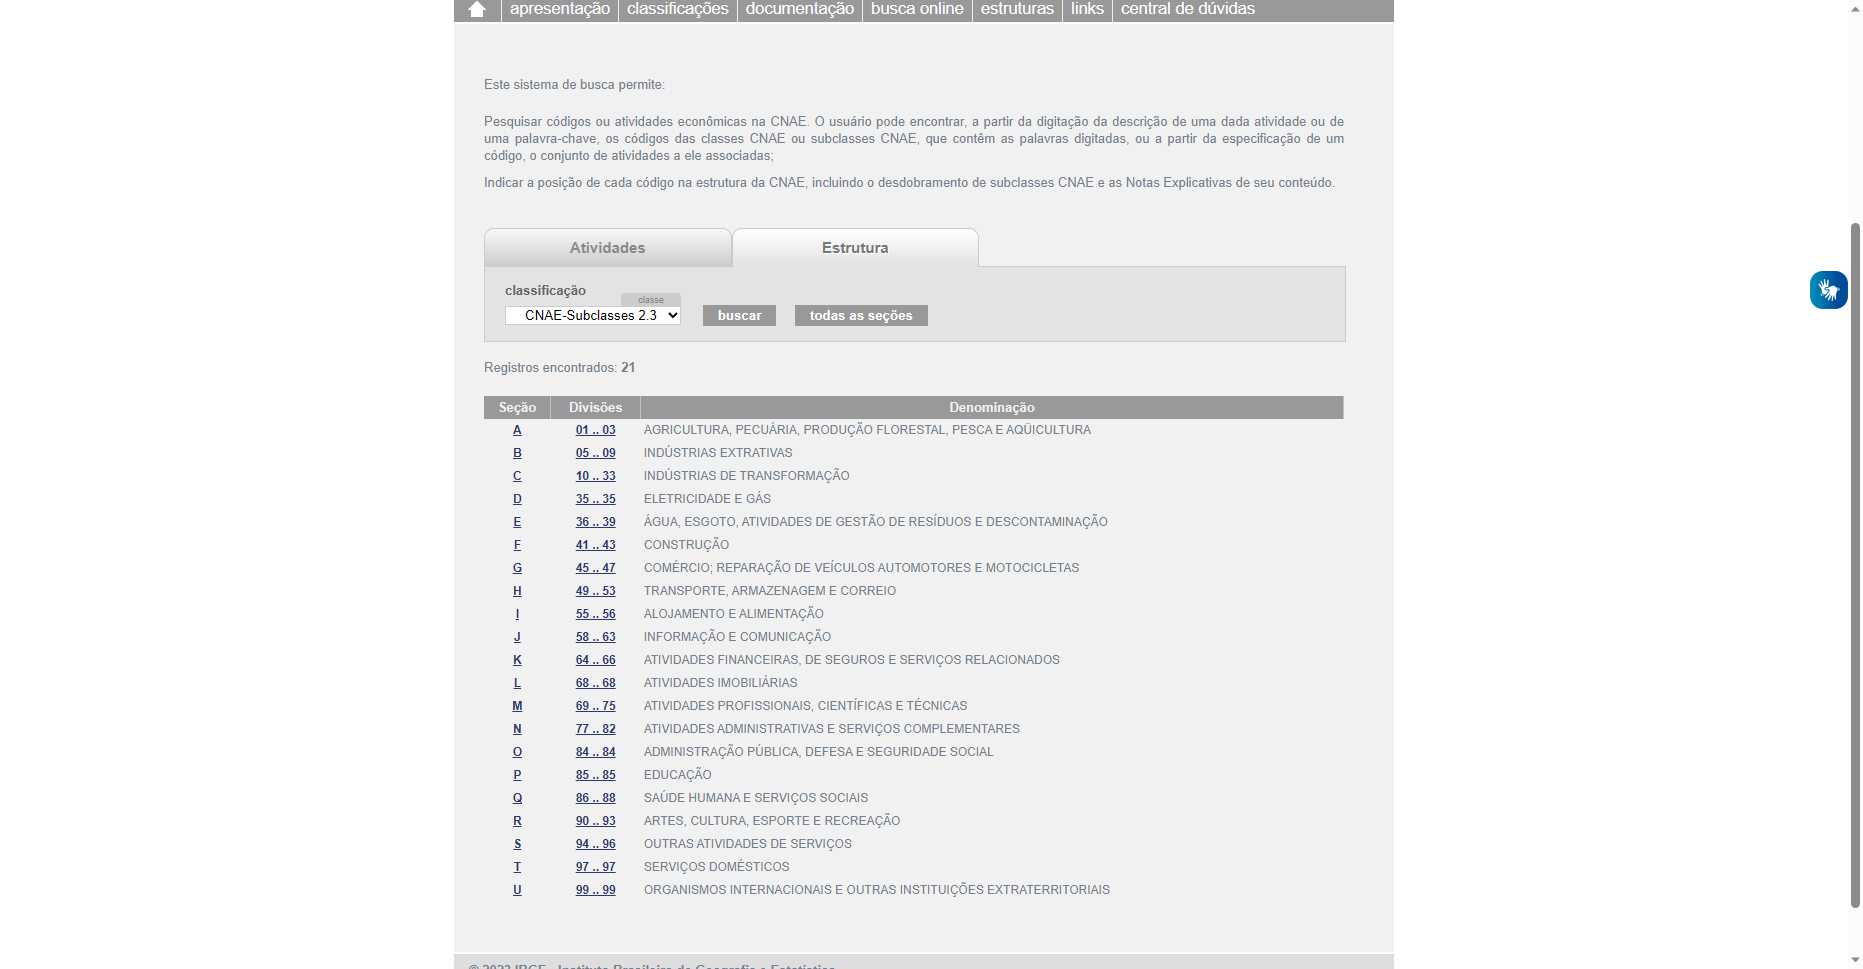 apresentação classificações documentação busca online estruturas links central de dúvidas
Este sistema de busca permite:
Pesquisar códigos ou atividades econômicas na CNAE. O usuário pode encontrar, a partir da digitação da descrição de uma dada atividade ou de
uma palavra-chave, os códigos das classes CNAE ou subclasses CNAE, que contêm as palavras digitadas, ou a partir da especificação de um
código, o conjunto de atividades a ele associadas;
Indicar a posição de cada código na estrutura da CNAE, incluindo o desdobramento de subclasses CNAE e as Notas Explicativas de seu conteúdo.
Atividades Estrutura
classificação
classe
CNAE-Subclasses 2.3 buscar todas as seções
Registros encontrados: 21
Seção Divisões Denominação
A 01 .. 03 AGRICULTURA, PECUÁRIA, PRODUÇÃO FLORESTAL, PESCA E AQÜICULTURA
B 05 .. 09 INDÚSTRIAS EXTRATIVAS
C 10 .. 33 INDÚSTRIAS DE TRANSFORMAÇÃO
D 35 .. 35 ELETRICIDADE E GÁS
E 36 .. 39 ÁGUA, ESGOTO, ATIVIDADES DE GESTÃO DE RESÍDUOS E DESCONTAMINAÇÃO
F 41 .. 43 CONSTRUÇÃO
G 45 .. 47 COMÉRCIO; REPARAÇÃO DE VEÍCULOS AUTOMOTORES E MOTOCICLETAS
H 49 .. 53 TRANSPORTE, ARMAZENAGEM E CORREIO
I 55 .. 56 ALOJAMENTO E ALIMENTAÇÃO
J 58 .. 63 INFORMAÇÃO E COMUNICAÇÃO
K 64 .. 66 ATIVIDADES FINANCEIRAS, DE SEGUROS E SERVIÇOS RELACIONADOS
L 68 .. 68 ATIVIDADES IMOBILIÁRIAS
M 69 .. 75 ATIVIDADES PROFISSIONAIS, CIENTÍFICAS E TÉCNICAS
N 77 .. 82 ATIVIDADES ADMINISTRATIVAS E SERVIÇOS COMPLEMENTARES
O 84 .. 84 ADMINISTRAÇÃO PÚBLICA, DEFESA E SEGURIDADE SOCIAL
P 85 .. 85 EDUCAÇÃO
Q 86 .. 88 SAÚDE HUMANA E SERVIÇOS SOCIAIS
R 90 .. 93 ARTES, CULTURA, ESPORTE E RECREAÇÃO
S 94 .. 96 OUTRAS ATIVIDADES DE SERVIÇOS
T 97 .. 97 SERVIÇOS DOMÉSTICOS
U 99 .. 99 ORGANISMOS INTERNACIONAIS E OUTRAS INSTITUIÇÕES EXTRATERRITORIAIS
IBGE - Instituto Brasileiro de Geografia e Estatística